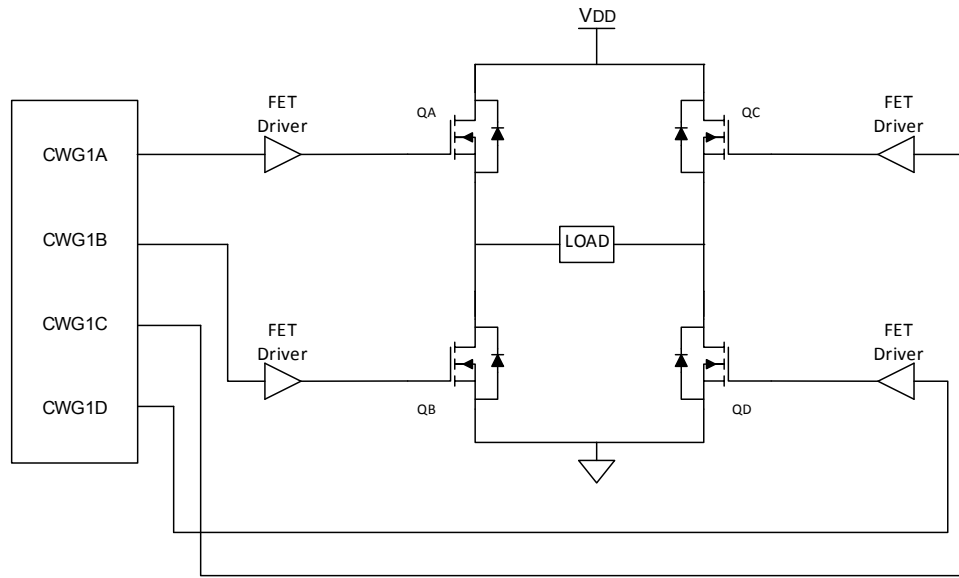 VDD
FET
Driver
QA
QC
FET
Driver
CWG1A
CWG1B
LOAD
CWG1C
FET
Driver
FET
Driver
CWG1D
QB
QD